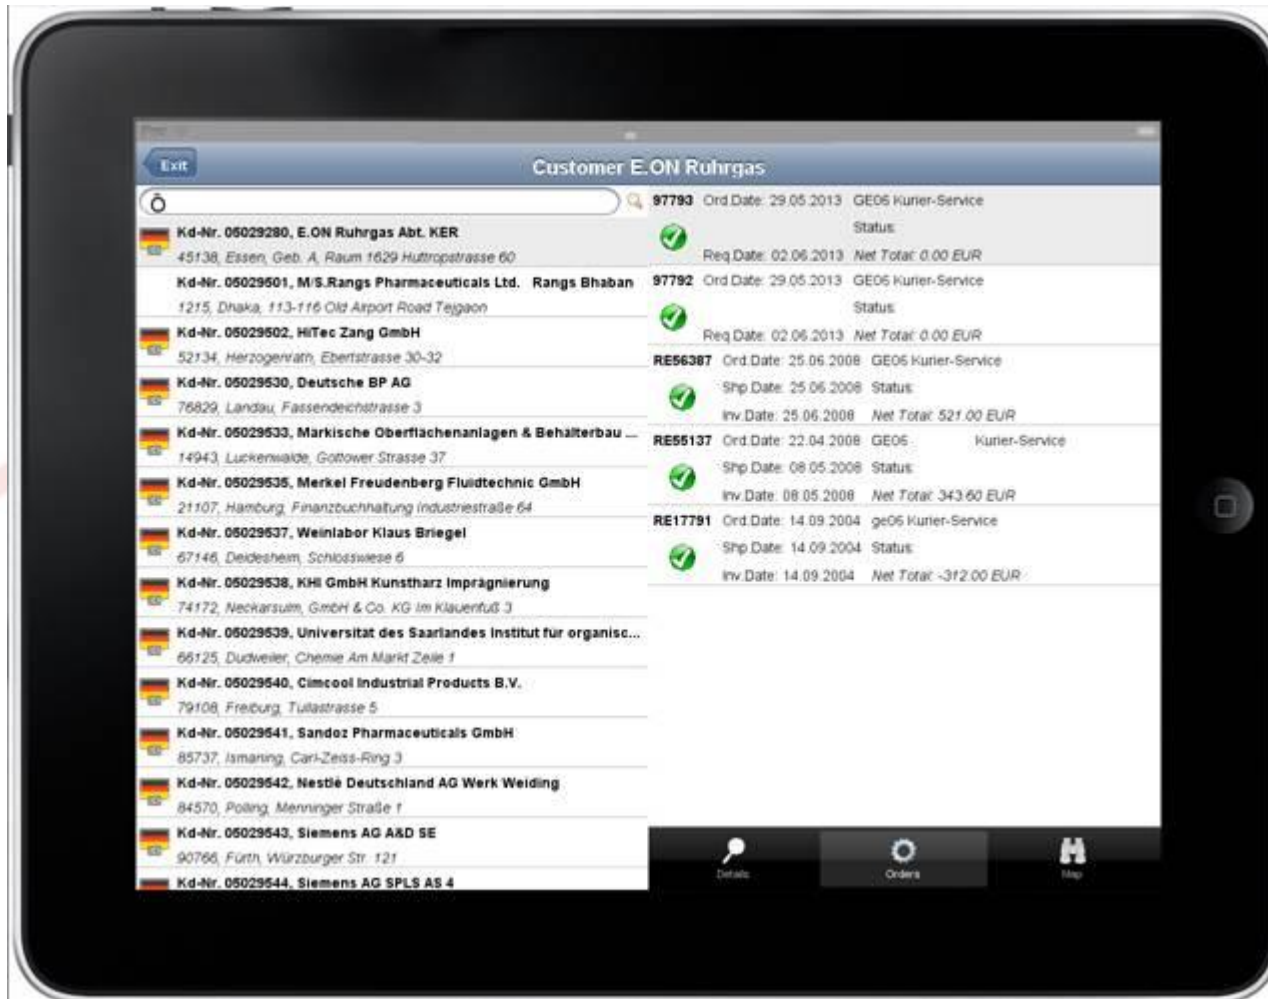 Exit
Customer E.ON Ruhrgas
Kd-Nr. 05029280, E.ON Ruhrgas Abt. KER
45138, Essen, Geb. A, Raum 1629 Huttropstrasse 60
Kd-Nr. 05029501, M/S.Rangs Pharmaceuticals Ltd. Rangs Bhaban
1215, Dhaka, 113-116 Old Airport Road Tejgaon
Kd-Nr. 05029502, HiTec Zang GmbH
52134, Herzogenrath, Ebertstrasse 30-32
Kd-Nr. 05029530, Deutsche BP AG
76829, Landau, Fassendeichstrasse 3
Kd-Nr. 05029533, Märkische Oberflächenanlagen & Behälterbau ...
14943, Luckenwalde, Gottower Strasse 37
Kd-Nr. 05029535, Merkel Freudenberg Fluidtechnic GmbH
21107, Hamburg, Finanzbuchhaltung Industriestraße 64
Kd-Nr. 05029537, Weinlabor Klaus Briegel
67146, Deidesheim, Schlosswiese 6
Kd-Nr. 05029538, KHI GmbH Kunstharz Imprägnierung
74172, Neckarsulm, GmbH & Co. KG Im Klauenfuß 3
Kd-Nr. 05029539, Universität des Saarlandes Institut für organisc...
66125, Dudweiler, Chemie Am Markt Zeile 1
Kd-Nr. 05029540, Cimcool Industrial Products B.V.
79108, Freiburg, Tullastrasse 5
Kd-Nr. 05029541, Sandoz Pharmaceuticals GmbH
85737, Ismaning, Carl-Zeiss-Ring 3
Kd-Nr. 05029542, Nestlé Deutschland AG Werk Weiding
84570, Polling, Menninger Straße 1
Kd-Nr. 05029543, Siemens AG A&D SE
90766, Fürth, Würzburger Str. 121
Kd-Nr. 05029544, Siemens AG SPLS AS 4
97793 Ord.Date: 29.05.2013 GE06 Kurier-Service
Status:
Req.Date: 02.06.2013 Net Total: 0.00 EUR
97792 Ord.Date: 29.05.2013 GE06 Kurier-Service
Status:
Req.Date: 02.06.2013 Net Total: 0.00 EUR
RE56387 Ord.Date: 25.06.2008 GE06 Kurier-Service
Shp.Date: 25.06.2008 Status:
Inv.Date: 25.06.2008 Net Total: 521.00 EUR
RE55137 Ord.Date: 22.04.2008 GE06 Kurier-Service
Shp.Date: 08.05.2008 Status:
Inv.Date: 08.05.2008 Net Total: 343.60 EUR
RE17791 Ord.Date: 14.09.2004 ge06 Kurier-Service
Shp.Date: 14.09.2004 Status:
Inv.Date: 14.09.2004 Net Total: -312.00 EUR
Details
Orders
Map